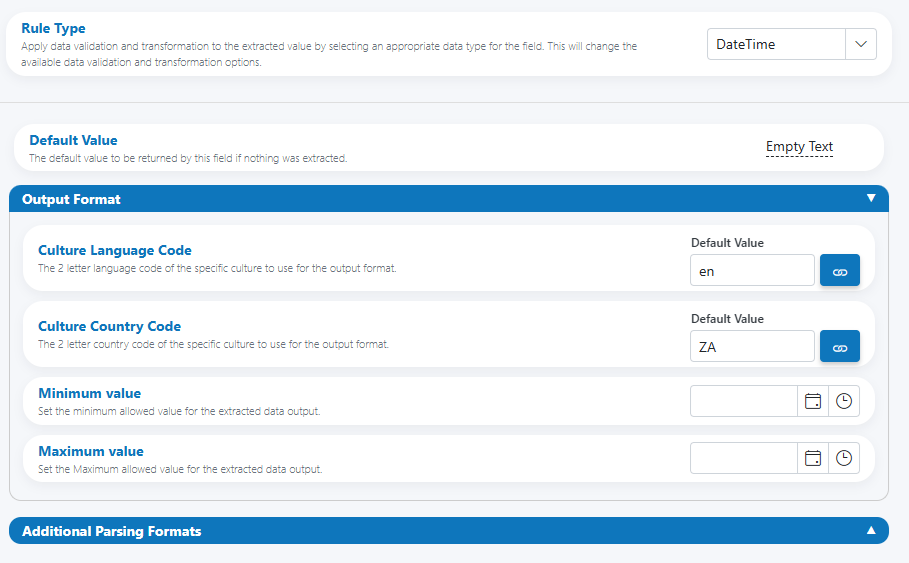 Rule Type
Apply data validation and transformation to the extracted value by selecting an appropriate data type for the field. This will change the
available data validation and transformation options.
DateTime
Default Value
The default value to be returned by this field if nothing was extracted.
Empty Text
Output Format
Culture Language Code
The 2 letter language code of the specific culture to use for the output format.
Default Value
en
Culture Country Code
The 2 letter country code of the specific culture to use for the output format.
Default Value
ZA
Minimum value
Set the minimum allowed value for the extracted data output.
Maximum value
Set the Maximum allowed value for the extracted data output.
Additional Parsing Formats